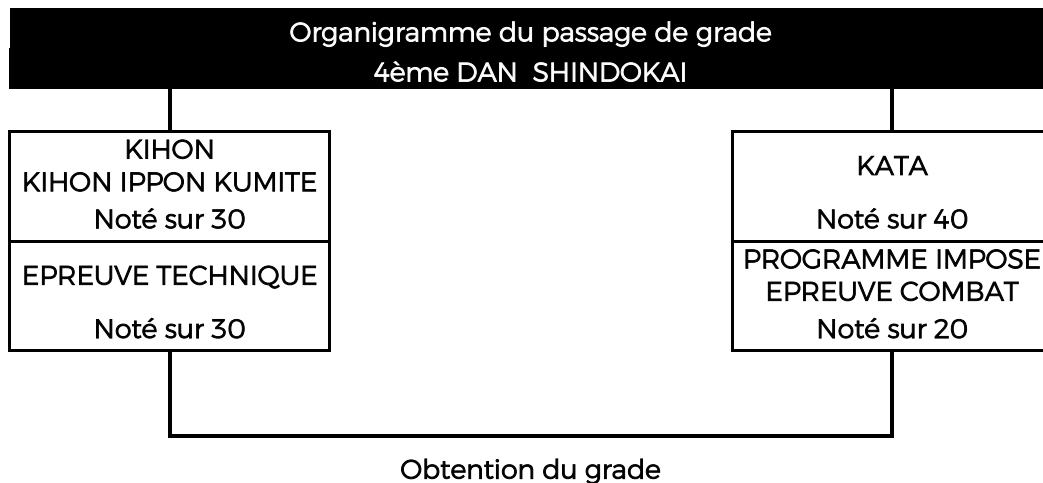 Organigramme du passage de grade
4ème DAN SHINDOKAI
KIHON
KIHON IPPON KUMITE
Noté sur 30
EPREUVE TECHNIQUE
Noté sur 30
KATA
Noté sur 40
PROGRAMME IMPOSE
EPREUVE COMBAT
Noté sur 20
Obtention du grade